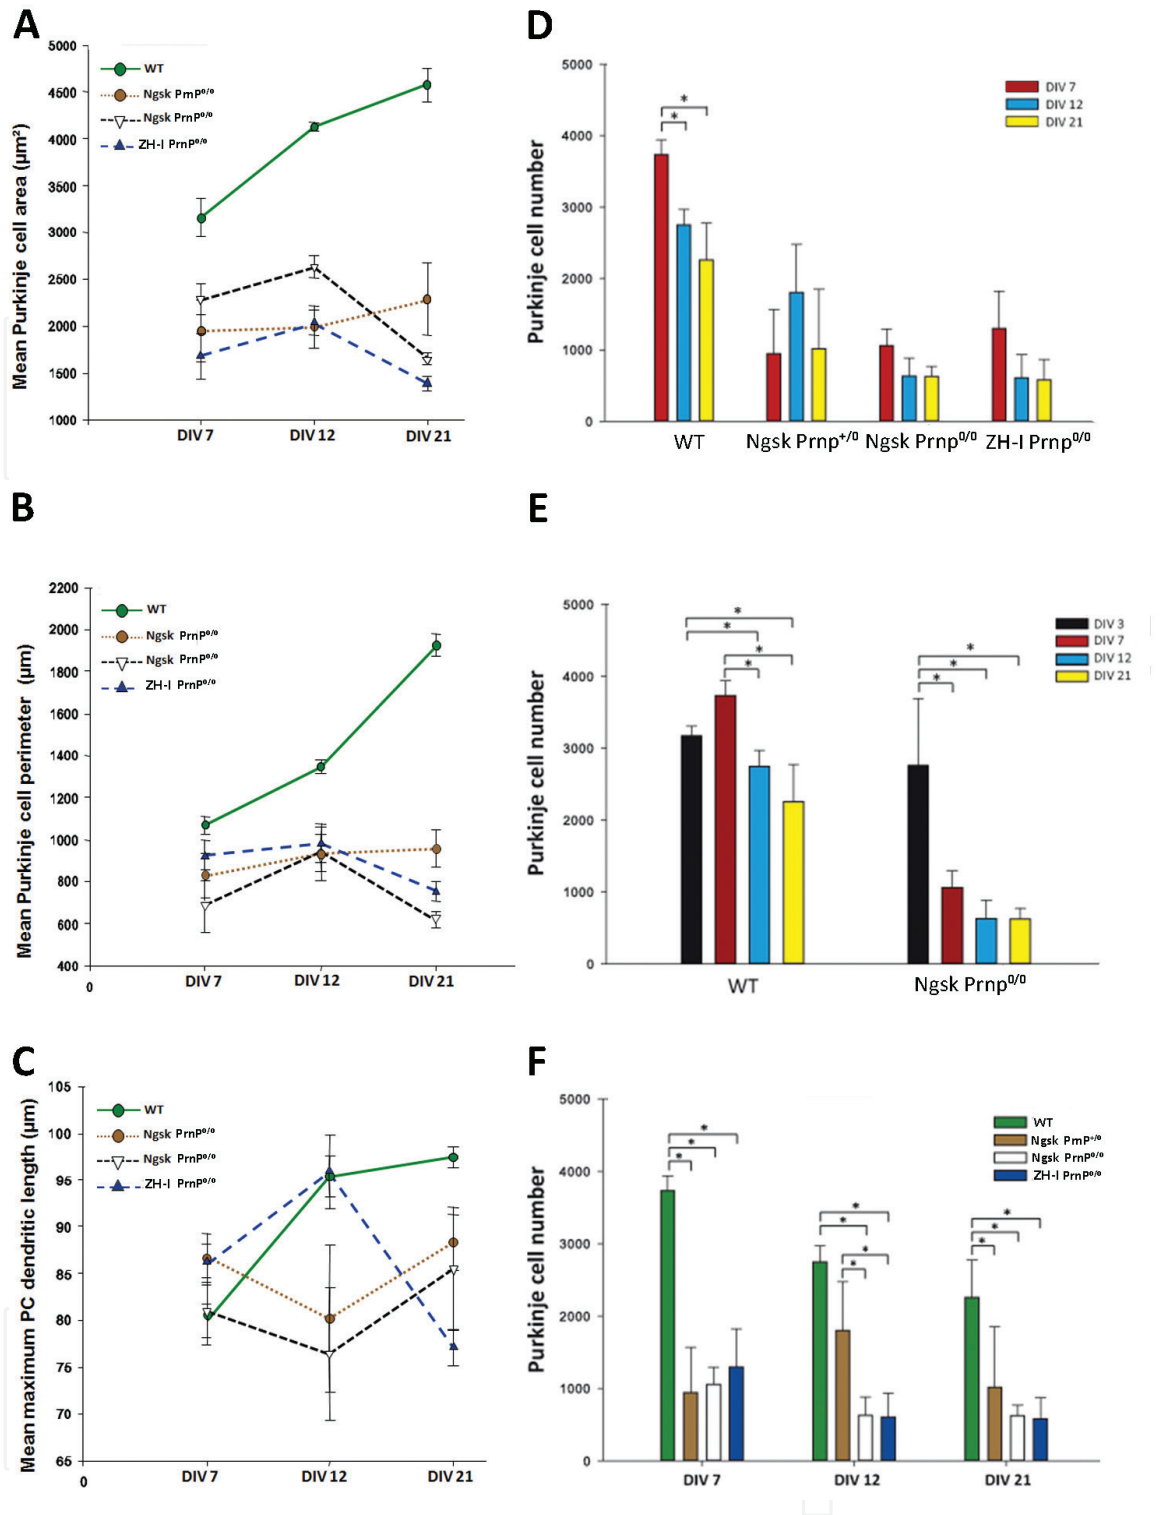 A
Mean Purkinje cell area (µm²)
5000
4500
4000
3500
3000
2500
2000
1500
1000
WT
Ngsk PrnP⁰/⁰
Ngsk PrnP⁰/⁰
ZH-I PrnP⁰/⁰
DIV 7 DIV 12 DIV 21
D
Purkinje cell number
5000
4000
3000
2000
1000
0
DIV 7
DIV 12
DIV 21
* *
WT Ngsk Prnp⁺/⁰ Ngsk Prnp⁰/⁰ ZH-I Prnp⁰/⁰
B
Mean Purkinje cell perimeter (µm)
2200
2000
1800
1600
1400
1200
1000
800
600
400
0
WT
Ngsk PrnP⁰/⁰
Ngsk PrnP⁰/⁰
ZH-I PrnP⁰/⁰
DIV 7 DIV 12 DIV 21
E
Purkinje cell number
5000
4000
3000
2000
1000
0
DIV 3
DIV 7
DIV 12
DIV 21
* * * * * * *
WT Ngsk Prnp⁰/⁰
C
Mean maximum PC dendritic length (µm)
105
100
95
90
85
80
75
70
65
0
WT
Ngsk PrnP⁰/⁰
Ngsk PrnP⁰/⁰
ZH-I PrnP⁰/⁰
DIV 7 DIV 12 DIV 21
F
Purkinje cell number
5000
4000
3000
2000
1000
0
WT
Ngsk PrnP⁺/⁰
Ngsk PrnP⁰/⁰
ZH-I PrnP⁰/⁰
* * * * * * * * * *
DIV 7 DIV 12 DIV 21